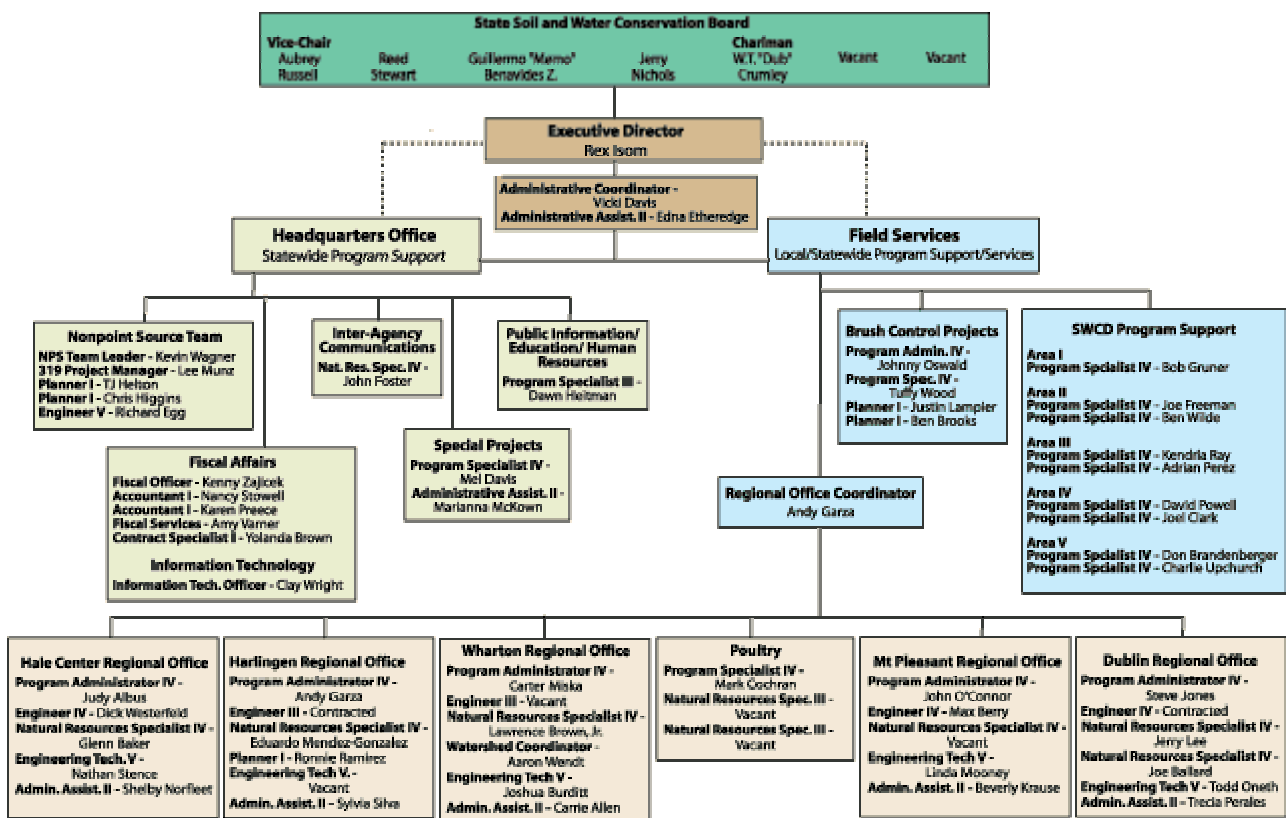 State Soil and Water Conservation Board
Vice-Chair
Aubrey
Russell
Reed
Stewart
Guillermo "Memo"
Benavides Z.
Jerry
Nichols
Chariman
W.T. "Dub"
Crumley
Vacant
Vacant
Executive Director
Rex Isom
Administrative Coordinator -
Vicki Davis
Administrative Assist. II - Edna Etheredge
Headquarters Office
Statewide Program Support
Field Services
Local/Statewide Program Support/Services
Nonpoint Source Team
NPS Team Leader - Kevin Wagner
319 Project Manager - Lee Munz
Planner I - TJ Helton
Planner I - Chris Higgins
Engineer V - Richard Egg
Inter-Agency
Communications
Nat. Res. Spec. IV -
John Foster
Public Information/
Education/ Human
Resources
Program Specialist III -
Dawn Heitman
Brush Control Projects
Program Admin. IV -
Johnny Oswald
Program Spec. IV -
Tuffy Wood
Planner I - Justin Lampier
Planner I - Ben Brooks
SWCD Program Support
Area I
Program Spcialist IV - Bob Gruner
Area II
Program Spcialist IV - Joe Freeman
Program Spcialist IV - Ben Wilde
Area III
Program Spcialist IV - Kendria Ray
Program Spcialist IV - Adrian Perez
Area IV
Program Spcialist IV - David Powell
Program Spcialist IV - Joel Clark
Area V
Program Spcialist IV - Don Brandenberger
Program Spcialist IV - Charlie Upchurch
Fiscal Affairs
Fiscal Officer - Kenny Zajicek
Accountant I - Nancy Stowell
Accountant I - Karen Preece
Fiscal Services - Amy Varner
Contract Specialist I - Yolanda Brown
Information Technology
Information Tech. Officer - Clay Wright
Special Projects
Program Specialist IV -
Mel Davis
Administrative Assist. II -
Marianna McKown
Regional Office Coordinator
Andy Garza
Hale Center Regional Office
Program Administrator IV -
Judy Albus
Engineer IV - Dick Westerfeld
Natural Resources Specialist IV -
Glenn Baker
Engineering Tech. V -
Nathan Stence
Admin. Assist. II - Shelby Norfleet
Harlingen Regional Office
Program Administrator IV -
Andy Garza
Engineer III - Contracted
Natural Resources Specialist IV -
Eduardo Mendez-Gonzalez
Planner I - Ronnie Ramirez
Engineering Tech V. -
Vacant
Admin. Assist. II - Sylvia Silva
Wharton Regional Office
Program Administrator IV -
Carter Miska
Engineer III - Vacant
Natural Resources Specialist IV -
Lawrence Brown, Jr.
Watershed Coordinator -
Aaron Wendt
Engineering Tech V -
Joshua Burditt
Admin. Assist. II - Carrie Allen
Poultry
Program Specialist IV -
Mark Cochran
Natural Resources Spec. III -
Vacant
Natural Resources Spec. III -
Vacant
Mt Pleasant Regional Office
Program Administrator IV -
John O'Connor
Engineer IV - Max Berry
Natural Resources Specialist IV -
Vacant
Engineering Tech V -
Linda Mooney
Admin. Assist. II - Beverly Krause
Dublin Regional Office
Program Administrator IV -
Steve Jones
Engineer IV - Contracted
Natural Resources Specialist IV -
Jerry Lee
Natural Resources Specialist IV -
Joe Ballard
Engineering Tech V - Todd Oneth
Admin. Assist. II - Trecia Perales